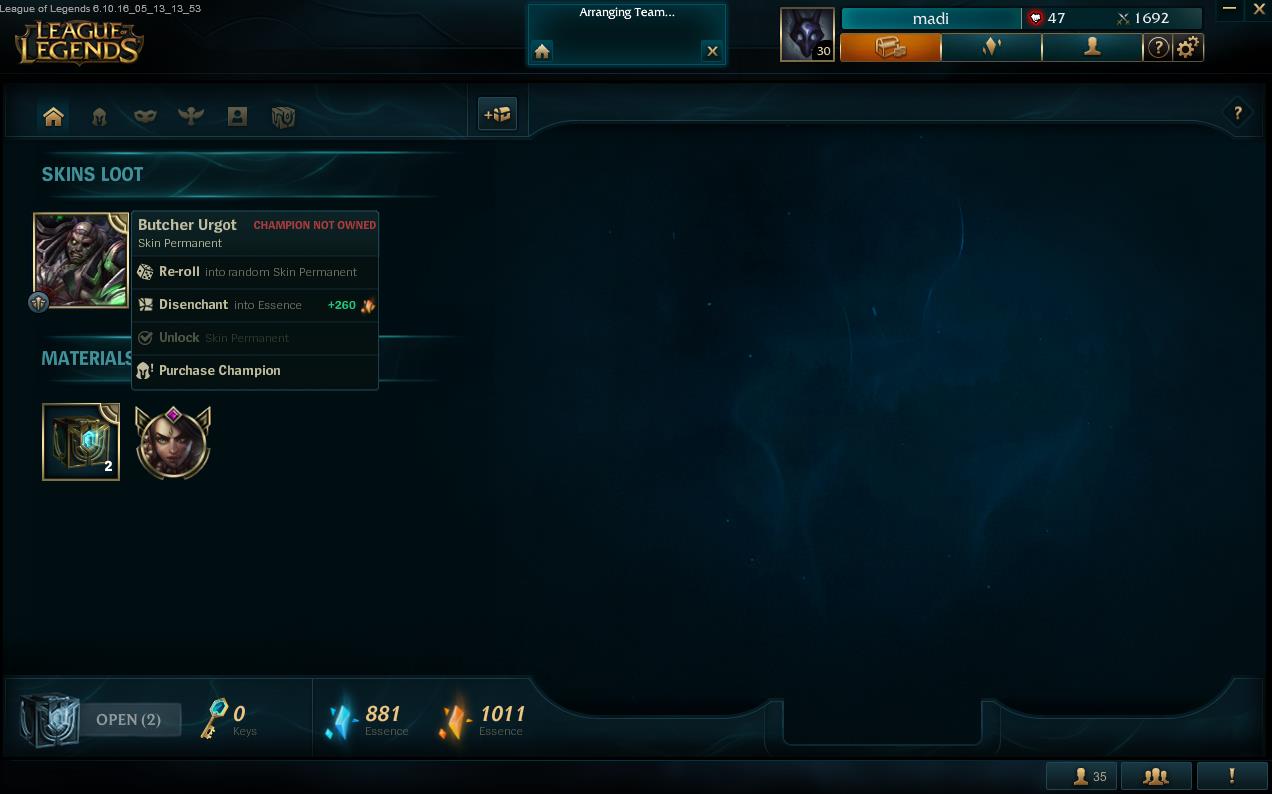 League of Legends 6.10.16_05_13_13_53
LEAGUE OF LEGENDS
Arranging Team...
30
madi
47
1692
SKINS LOOT
Butcher Urgot CHAMPION NOT OWNED
Skin Permanent
Re-roll into random Skin Permanent
Disenchant into Essence +260
Unlock Skin Permanent
Purchase Champion
MATERIALS
2
OPEN (2)
0
Keys
881
Essence
1011
Essence
35